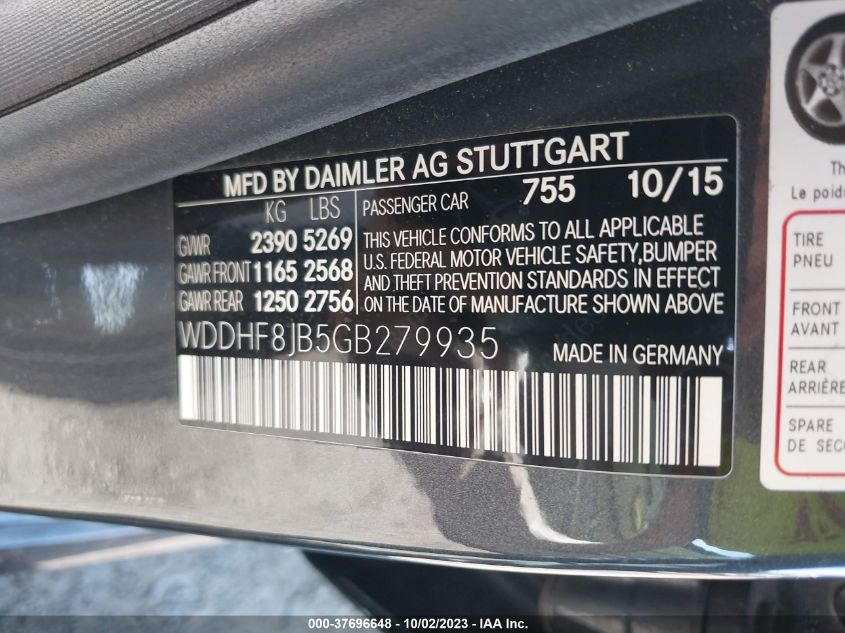 MFD BY DAIMLER AG STUTTGART
KG LBS
GVWR 2390 5269
GAWR FRONT 1165 2568
GAWR REAR 1250 2756
PASSENGER CAR 755 10/15
THIS VEHICLE CONFORMS TO ALL APPLICABLE
U.S. FEDERAL MOTOR VEHICLE SAFETY,BUMPER
AND THEFT PREVENTION STANDARDS IN EFFECT
ON THE DATE OF MANUFACTURE SHOWN ABOVE
WDDHF8JB5GB279935
MADE IN GERMANY
Le poids
TIRE
PNEU
FRONT
AVANT
REAR
ARRIÈRE
SPARE
DE
000-37696648 - 10/02/2023 - IAA Inc.